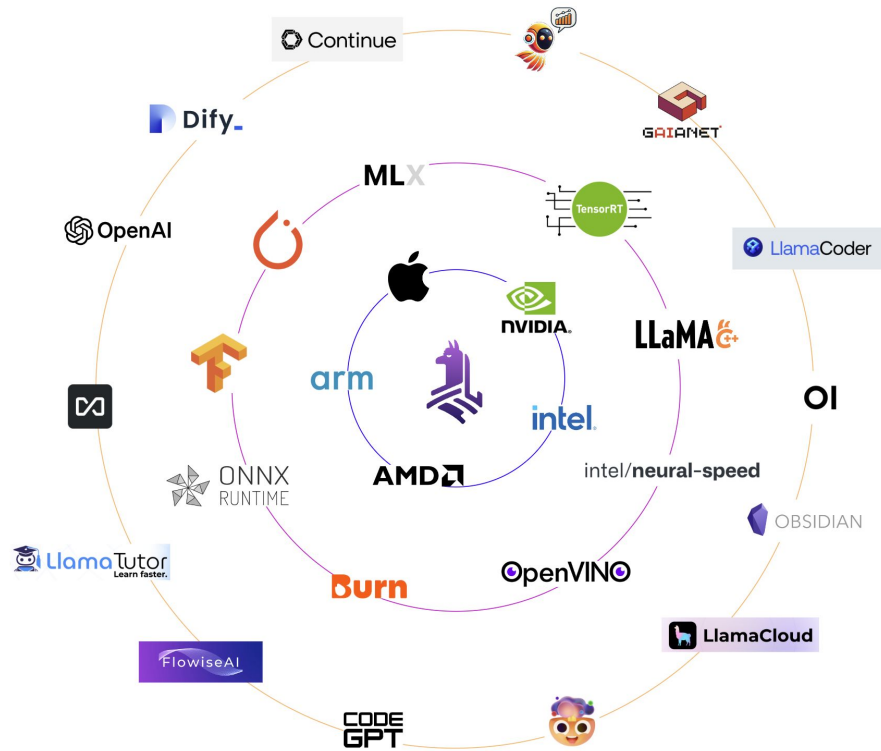 Continue
GAIANET
Dify_
MLX
TensorRT
OpenAI
LlamaCoder
NVIDIA.
LLaMA C++
arm
OI
intel.
AMD
intel/neural-speed
ONNX
RUNTIME
OBSIDIAN
LlamaTutor
Learn faster.
OpenVINO
Burn
LlamaCloud
FlowiseAI
CODE
GPT